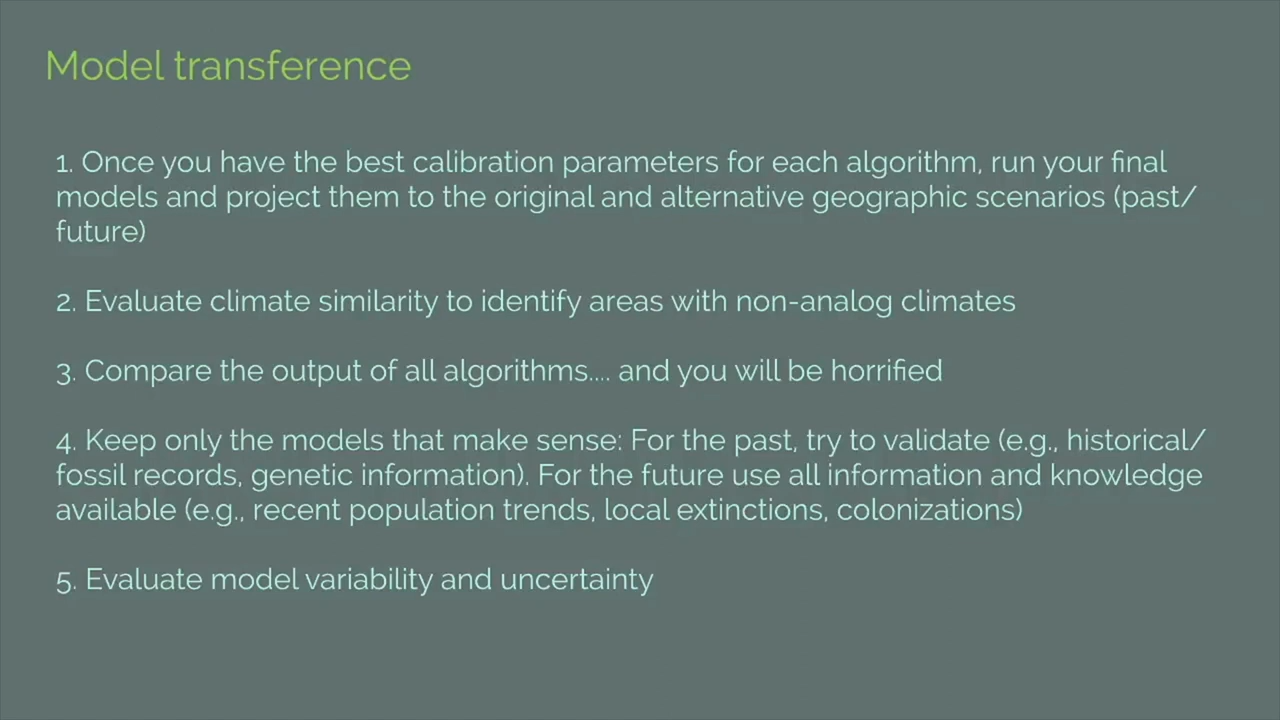 Model transference
1. Once you have the best calibration parameters for each algorithm, run your final
models and project them to the original and alternative geographic scenarios (past/
future)
2. Evaluate climate similarity to identify areas with non-analog climates
3. Compare the output of all algorithms.... and you will be horrified
4. Keep only the models that make sense: For the past, try to validate (e.g., historical/
fossil records, genetic information). For the future use all information and knowledge
available (e.g., recent population trends, local extinctions, colonizations)
5. Evaluate model variability and uncertainty